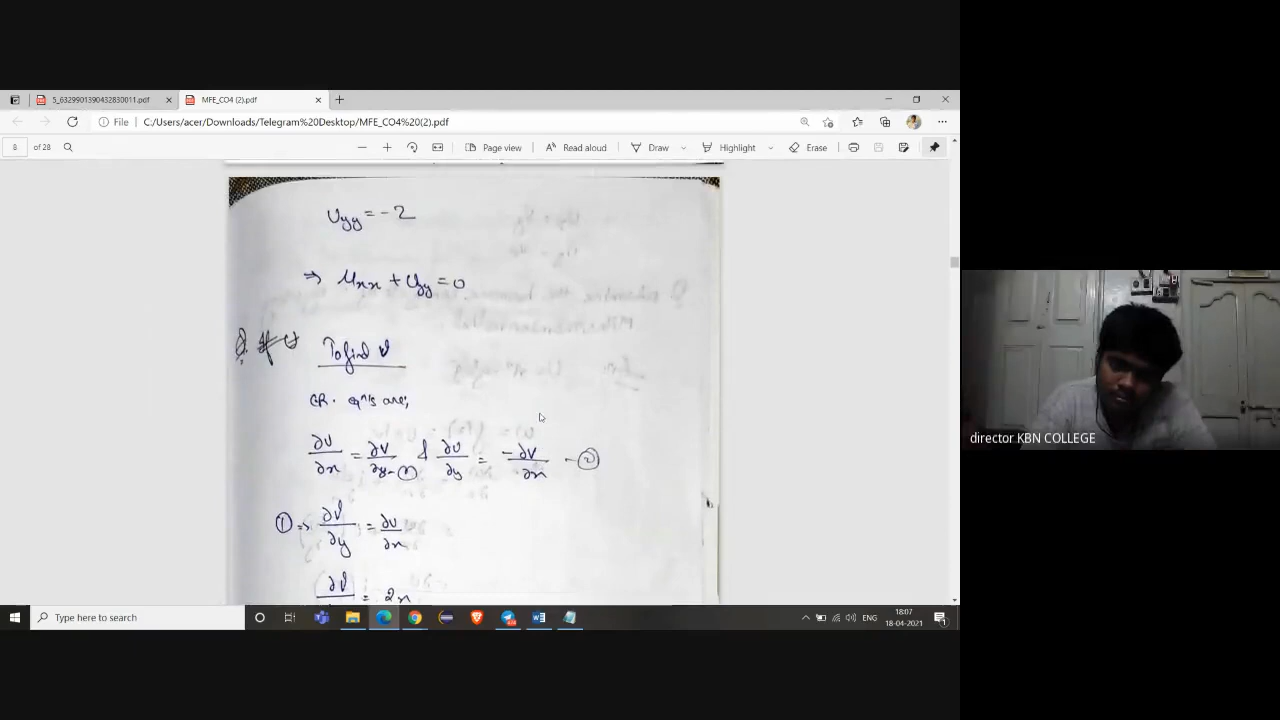 5_6329901390432830011.pdf
MFE_CO4 (2).pdf
File
C:/Users/acer/Downloads/Telegram%20Desktop/MFE_CO4%20(2).pdf
8 of 28
Page view
Read aloud
Draw
Highlight
Erase
Uyy = -2
⇒ Uxx + Uyy = 0
To find V
CR. eqns are,
∂U/∂x = ∂V/∂y - ① & ∂U/∂y = -∂V/∂x - ②
① ⇒ ∂V/∂y = ∂U/∂x
∂V = 2x
director KBN COLLEGE
Type here to search
ENG
18:07
18-04-2021